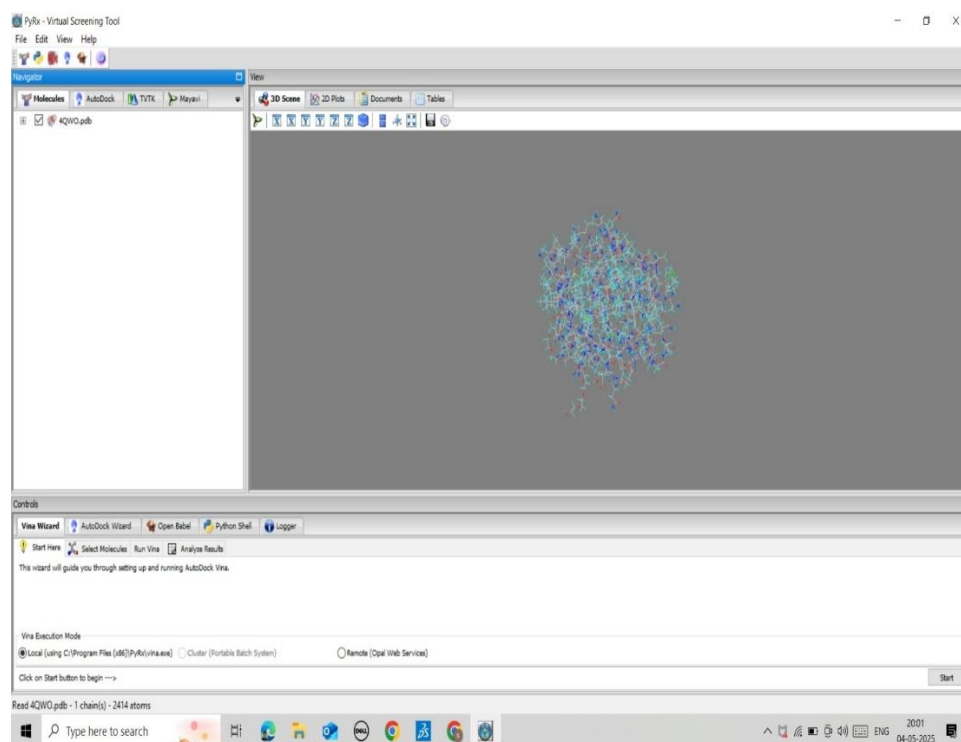 PyRx - Virtual Screening Tool
File Edit View Help
Navigator
View
Molecules AutoDock TVTK Mayavi
3D Scene 2D Plots Documents Tables
4QWO.pdb
X X Y Y Z Z
Controls
Vina Wizard AutoDock Wizard Open Babel Python Shell Logger
Start Here Select Molecules Run Vina Analyze Results
This wizard will guide you through setting up and running AutoDock Vina.
Vina Execution Mode
Local (using C:\Program Files (x86)\PyRx\vina.exe) Cluster (Portable Batch System) Remote (Opal Web Services)
Click on Start button to begin --->
Start
Read 4QWO.pdb - 1 chain(s) - 2414 atoms
Type here to search
DELL
ENG
20:01
04-05-2025